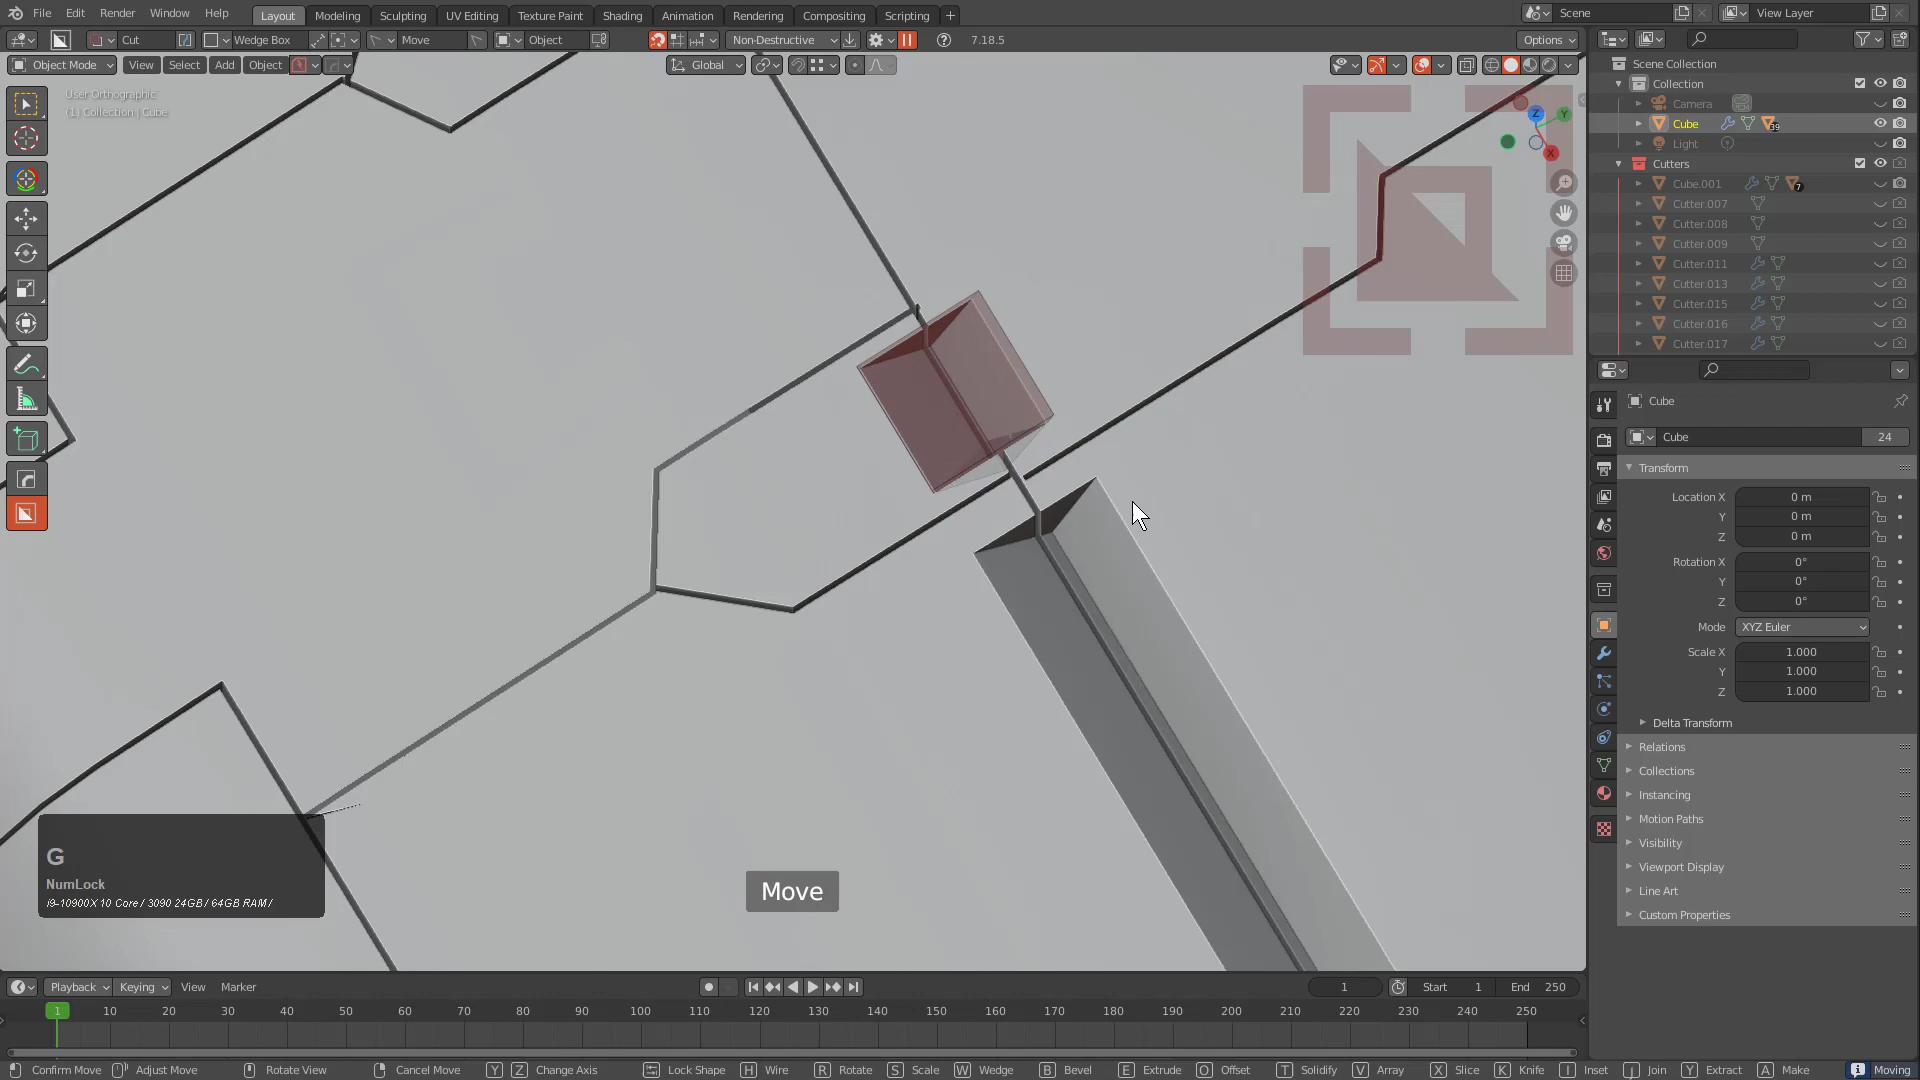 File Edit Render Window Help
Layout Modeling Sculpting UV Editing Texture Paint Shading Animation Rendering Compositing Scripting +
Scene
View Layer
Cut Wedge Box Move Object Non-Destructive 7.18.5 Options
Object Mode View Select Add Object Global
User Orthographic
(1) Collection | Cube
Z
Y
X
Scene Collection
Collection
Camera
Cube 39
Light
Cutters
Cube.001 7
Cutter.007
Cutter.008
Cutter.009
Cutter.011
Cutter.013
Cutter.015
Cutter.016
Cutter.017
Cube
Cube 24
Transform
Location X 0 m
Y 0 m
Z 0 m
Rotation X 0°
Y 0°
Z 0°
Mode XYZ Euler
Scale X 1.000
Y 1.000
Z 1.000
Delta Transform
Relations
Collections
Instancing
Motion Paths
Visibility
Viewport Display
Line Art
Custom Properties
G
NumLock
i9-10900X 10 Core / 3090 24GB / 64GB RAM /
Move
Playback Keying View Marker 1 Start 1 End 250
1 10 20 30 40 50 60 70 80 90 100 110 120 130 140 150 160 170 180 190 200 210 220 230 240 250
Confirm Move Adjust Move Rotate View Cancel Move Y Z Change Axis Lock Shape H Wire R Rotate S Scale W Wedge B Bevel E Extrude O Offset T Solidify V Array X Slice K Knife I Inset J Join Y Extract A Make Moving